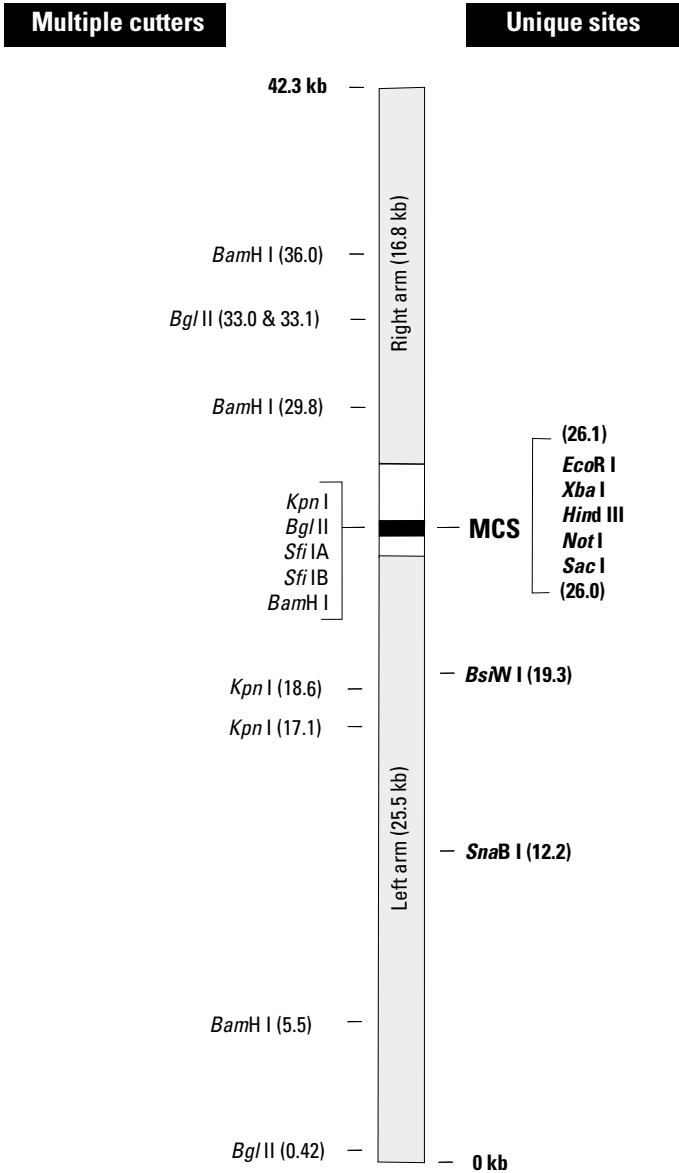 Multiple cutters
Unique sites
42.3 kb
Right arm (16.8 kb)
BamH I (36.0)
Bgl II (33.0 & 33.1)
BamH I (29.8)
Kpn I
Bgl II
Sfi IA
Sfi IB
BamH I
MCS
(26.1)
EcoR I
Xba I
Hind III
Not I
Sac I
(26.0)
Left arm (25.5 kb)
BsiW I (19.3)
Kpn I (18.6)
Kpn I (17.1)
SnaB I (12.2)
BamH I (5.5)
Bgl II (0.42)
0 kb